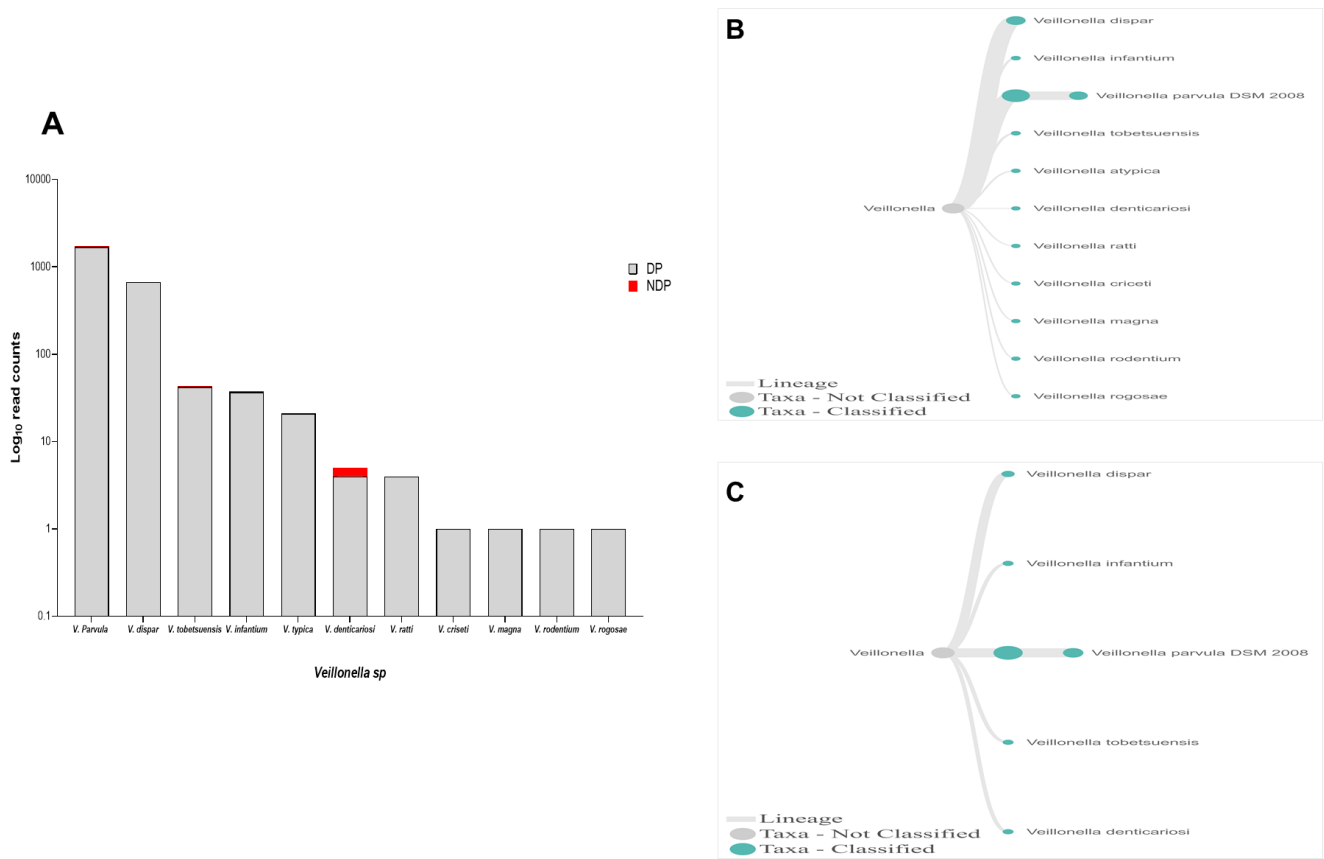 A
10000
1000
100
10
1
0.1
Log10 read counts
DP
NDP
V. Parvula V. dispar V. tobetsuensis V. infantium V. typica V. denticariosi V. ratti V. criseti V. magna V. rodentium V. rogosae
Veillonella sp
B
Veillonella dispar
Veillonella infantium
Veillonella parvula DSM 2008
Veillonella tobetsuensis
Veillonella atypica
Veillonella Veillonella denticariosi
Veillonella ratti
Veillonella criceti
Veillonella magna
Veillonella rodentium
Veillonella rogosae
Lineage
Taxa - Not Classified
Taxa - Classified
C
Veillonella dispar
Veillonella infantium
Veillonella Veillonella parvula DSM 2008
Veillonella tobetsuensis
Veillonella denticariosi
Lineage
Taxa - Not Classified
Taxa - Classified